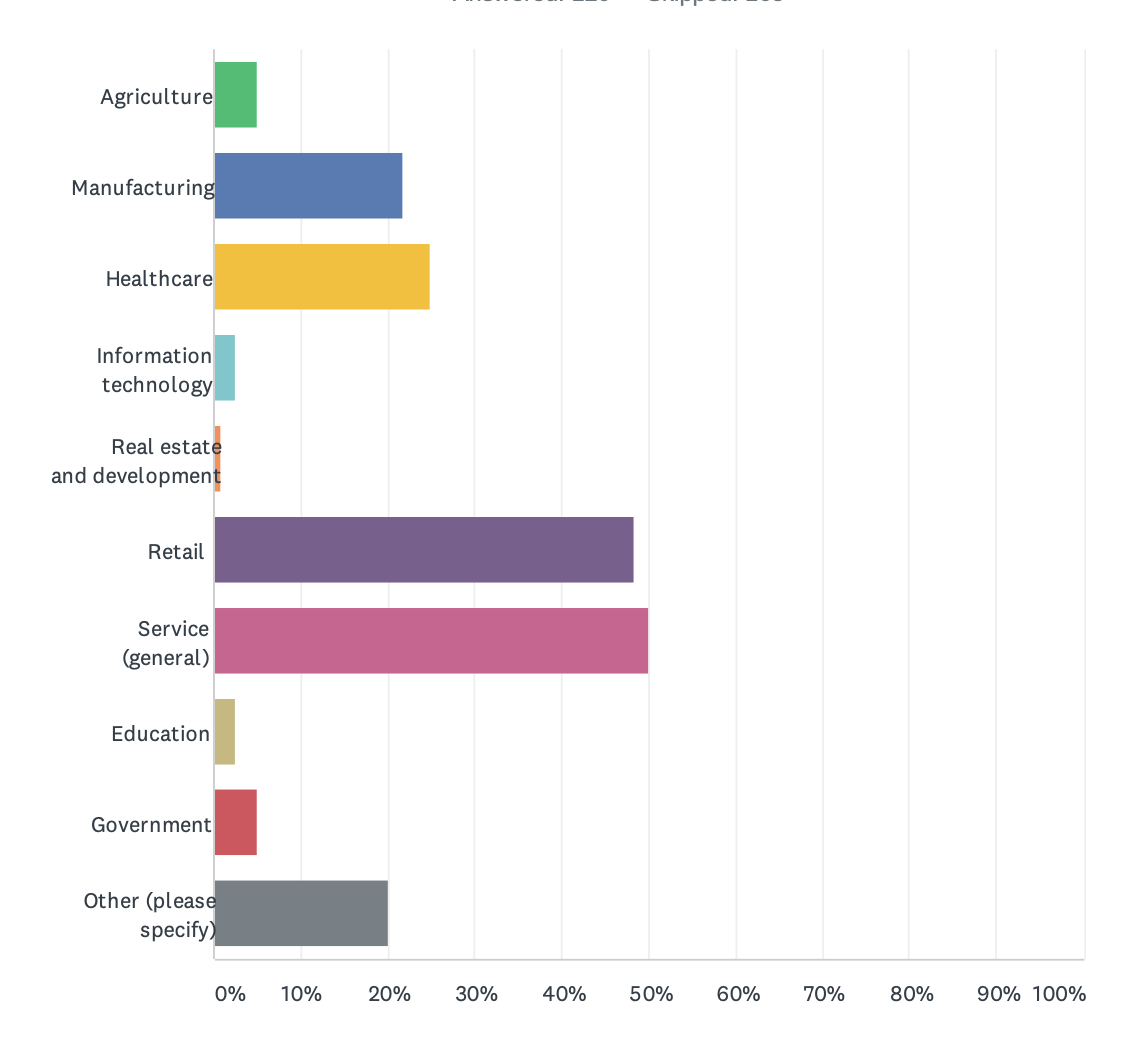 Agriculture
Manufacturing
Healthcare
Information
technology
Real estate
and development
Retail
Service
(general)
Education
Government
Other (please
specify)
0% 10% 20% 30% 40% 50% 60% 70% 80% 90% 100%